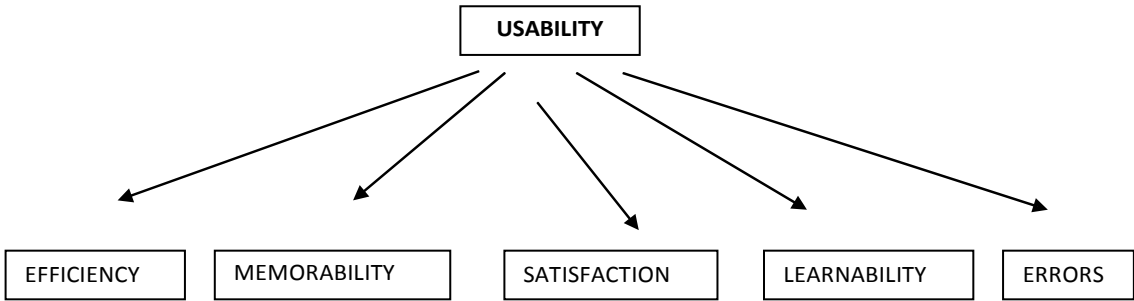 USABILITY
EFFICIENCY
MEMORABILITY
SATISFACTION
LEARNABILITY
ERRORS